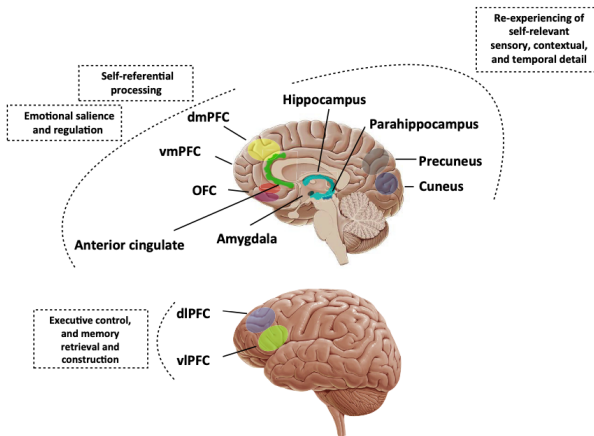 Re-experiencing of
self-relevant
sensory, contextual,
and temporal detail
Self-referential
processing
Emotional salience
and regulation
Hippocampus
dmPFC
Parahippocampus
vmPFC
Precuneus
OFC
Cuneus
Anterior cingulate
Amygdala
dlPFC
Executive control,
and memory
retrieval and
construction
vlPFC